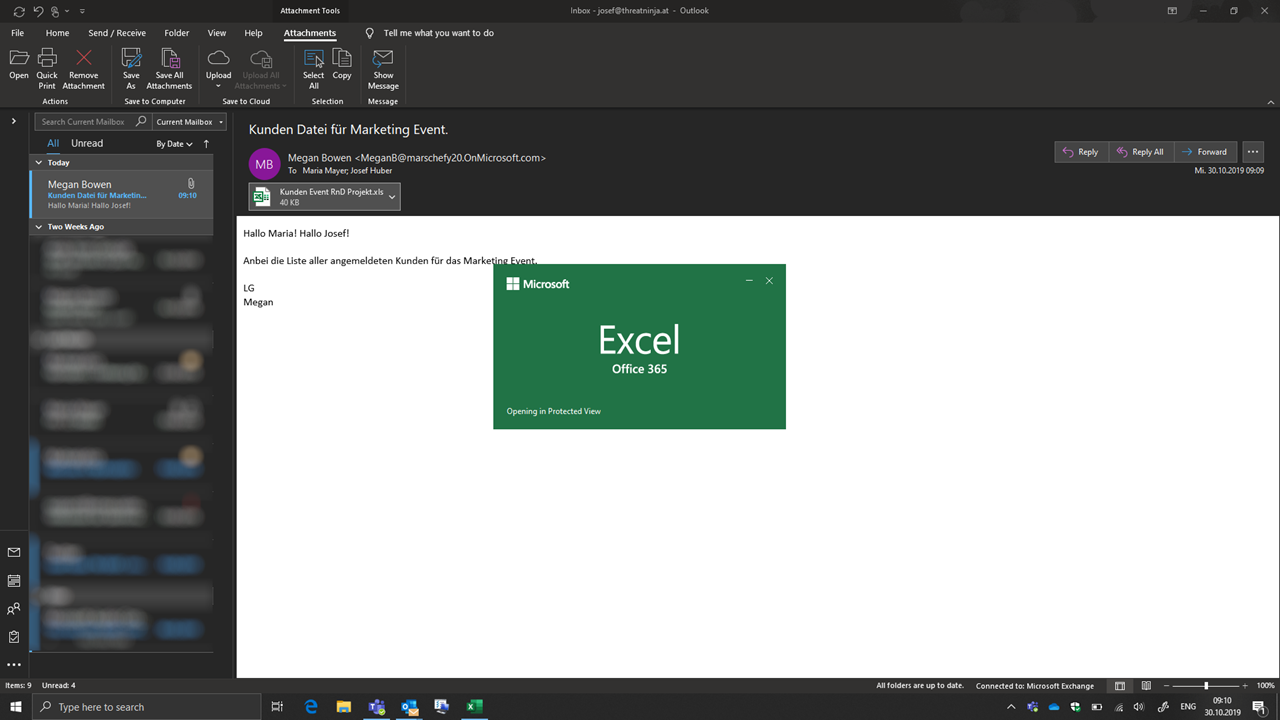 Attachment Tools
Inbox - josef@threatninja.at - Outlook
File Home Send / Receive Folder View Help Attachments Tell me what you want to do
Open
Quick Print
Remove Attachment
Save As
Save All Attachments
Upload
Upload All Attachments
Select All
Copy
Show Message
Actions
Save to Computer
Save to Cloud
Selection
Message
Search Current Mailbox
Current Mailbox
All Unread
By Date
Today
Megan Bowen
Kunden Datei für Marketin...
09:10
Hallo Maria! Hallo Josef!
Two Weeks Ago
Kunden Datei für Marketing Event.
MB
Megan Bowen <MeganB@marschefy20.OnMicrosoft.com>
To Maria Mayer; Josef Huber
Reply
Reply All
Forward
Mi. 30.10.2019 09:09
Kunden Event RnD Projekt.xls
40 KB
Hallo Maria! Hallo Josef!
Anbei die Liste aller angemeldeten Kunden für das Marketing Event.
LG
Megan
Microsoft
Excel
Office 365
Opening in Protected View
Items: 9 Unread: 4
All folders are up to date.
Connected to: Microsoft Exchange
100%
Type here to search
ENG
09:10
30.10.2019
1